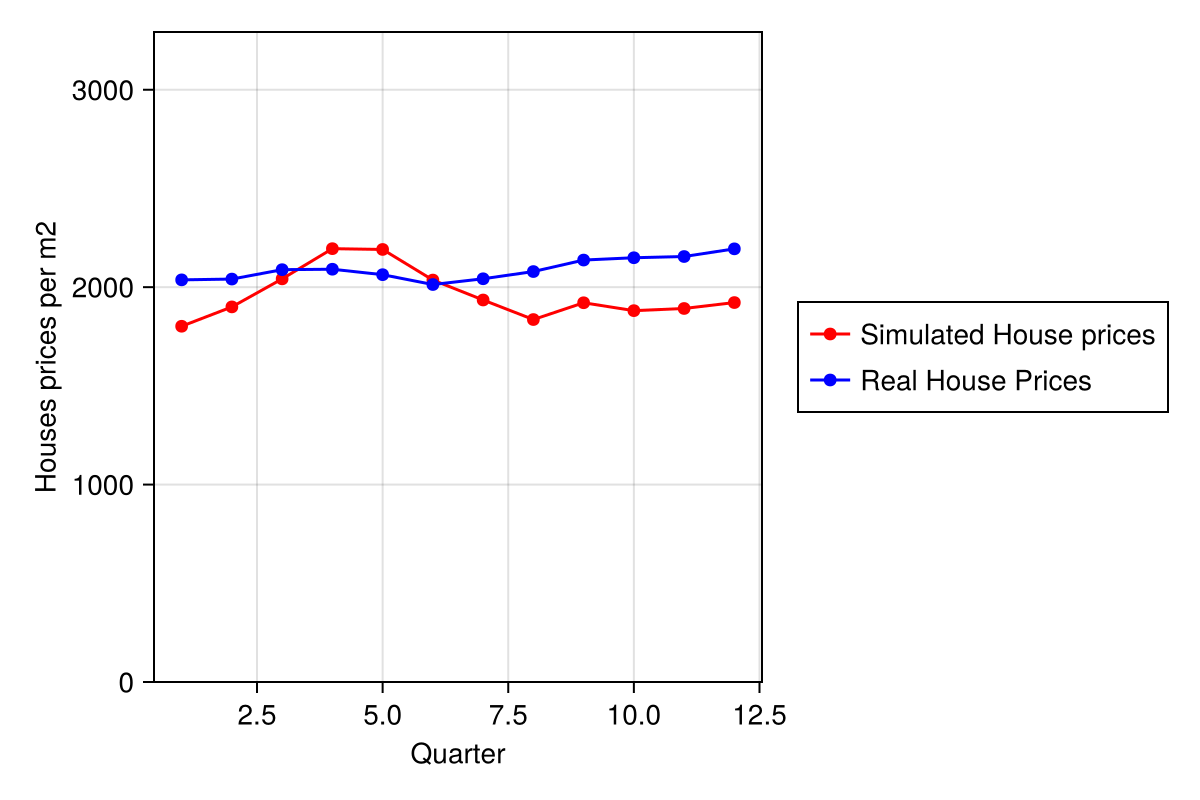 3000
2000
1000
0
Houses prices per m2
2.5 5.0 7.5 10.0 12.5
Quarter
Simulated House prices
Real House Prices